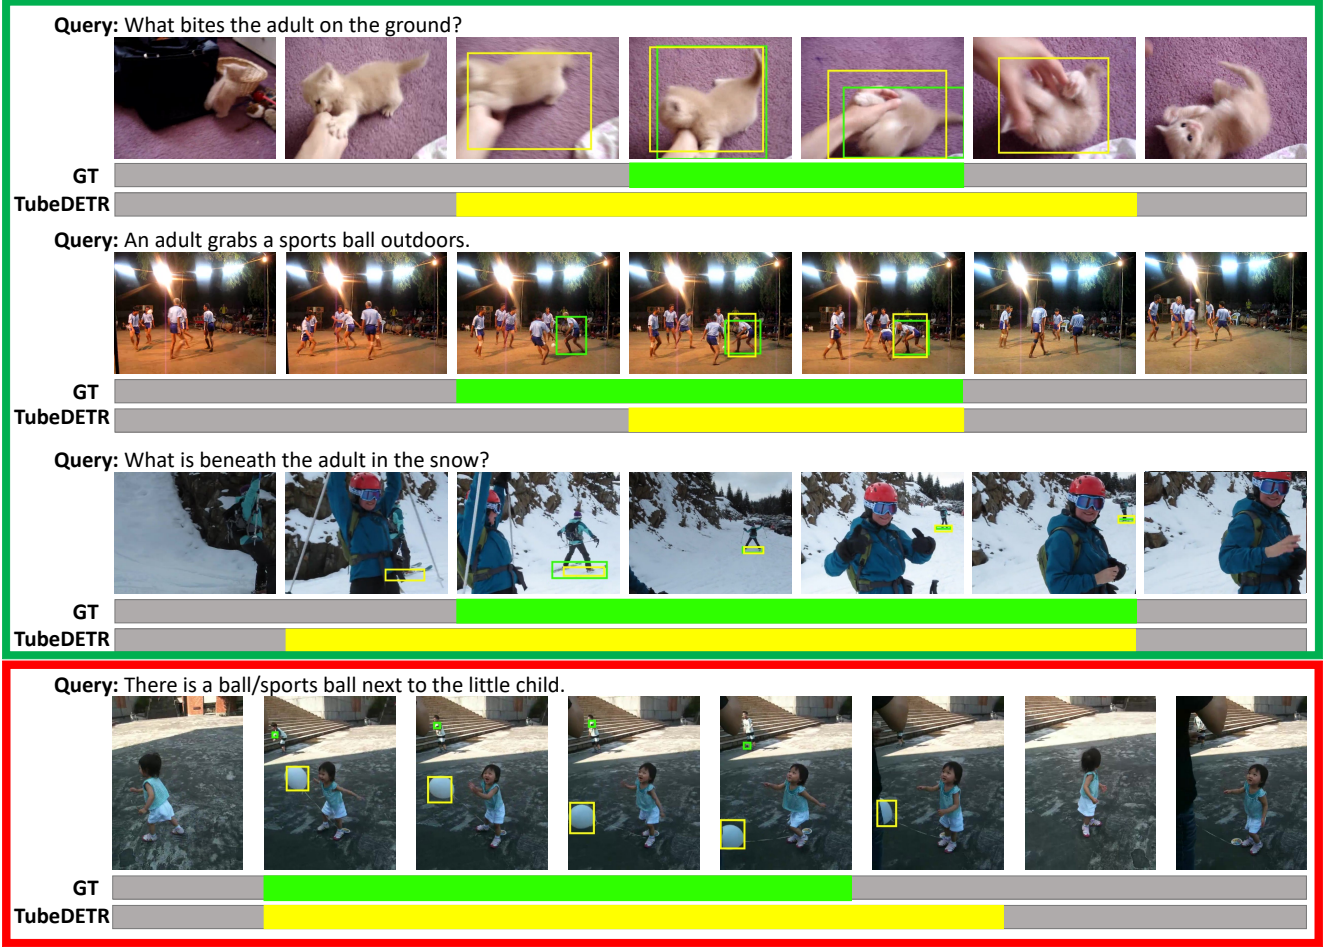 Query: What bites the adult on the ground?
GT
TubeDETR
Query: An adult grabs a sports ball outdoors.
GT
TubeDETR
Query: What is beneath the adult in the snow?
GT
TubeDETR
Query: There is a ball/sports ball next to the little child.
GT
TubeDETR